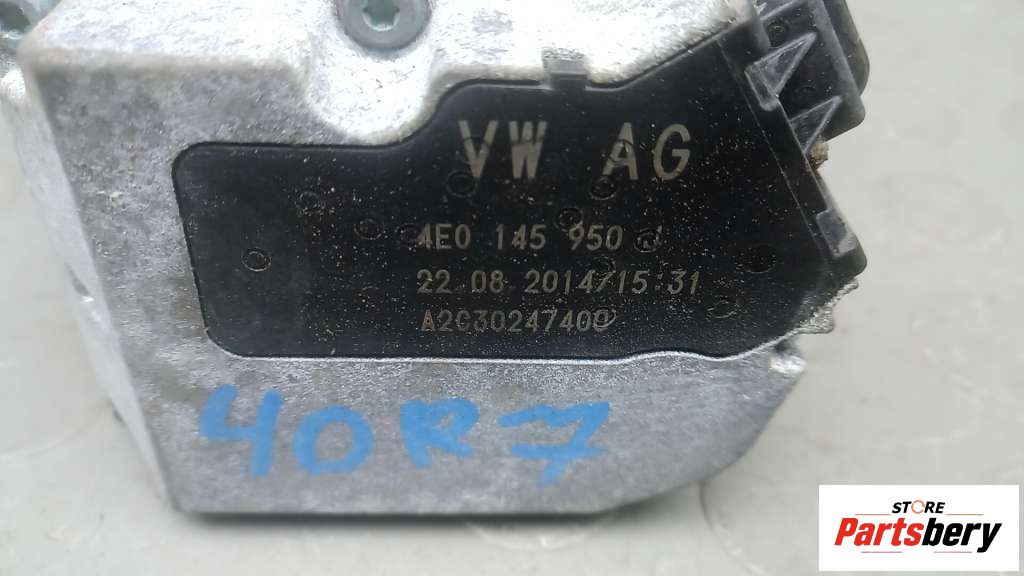 VW AG
4E0 145 950 J
22.08.2014/15:31
A2C30247400
40R7
STORE
Partsbery